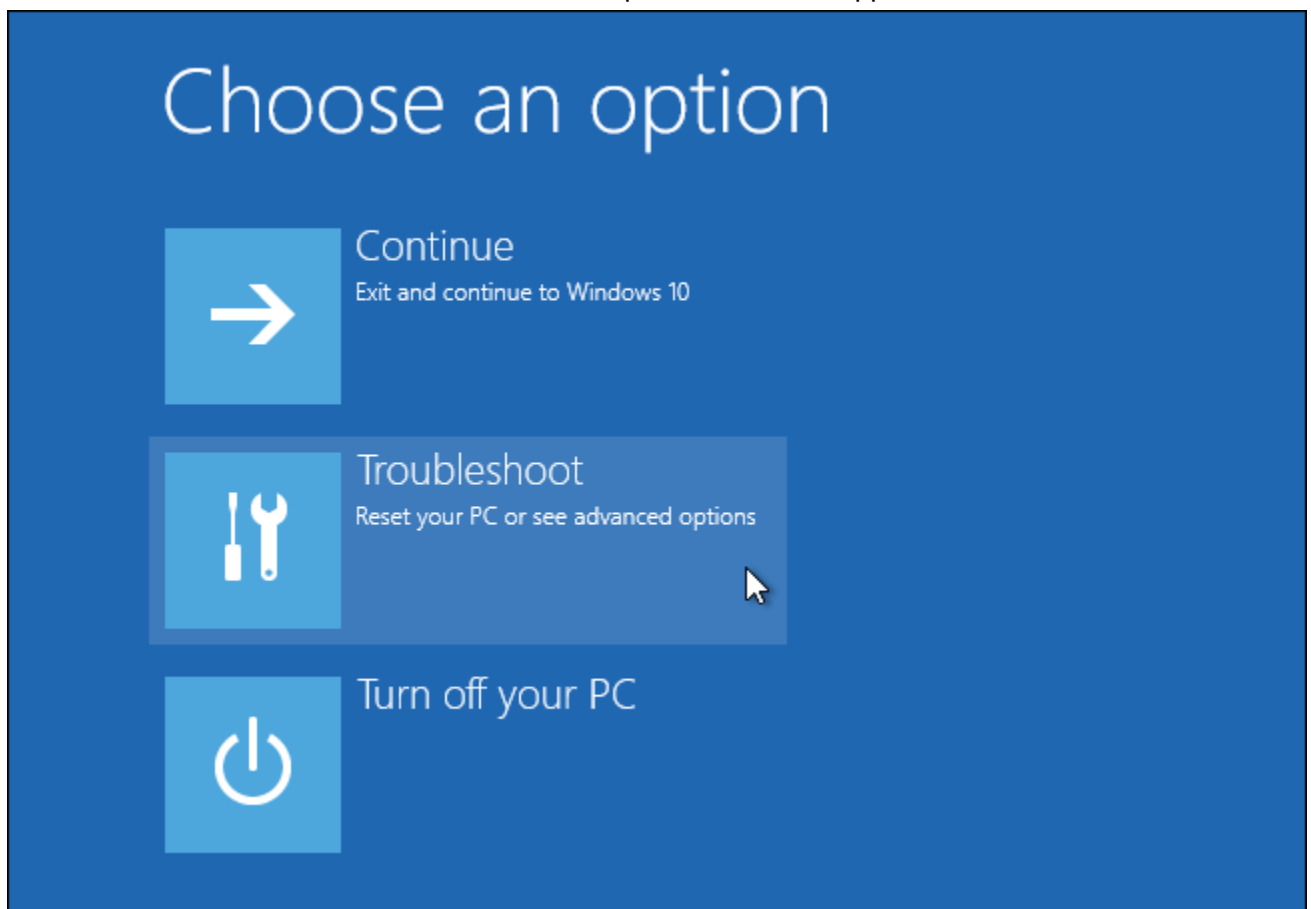 Choose an option
Continue
Exit and continue to Windows 10
Troubleshoot
Reset your PC or see advanced options
Turn off your PC